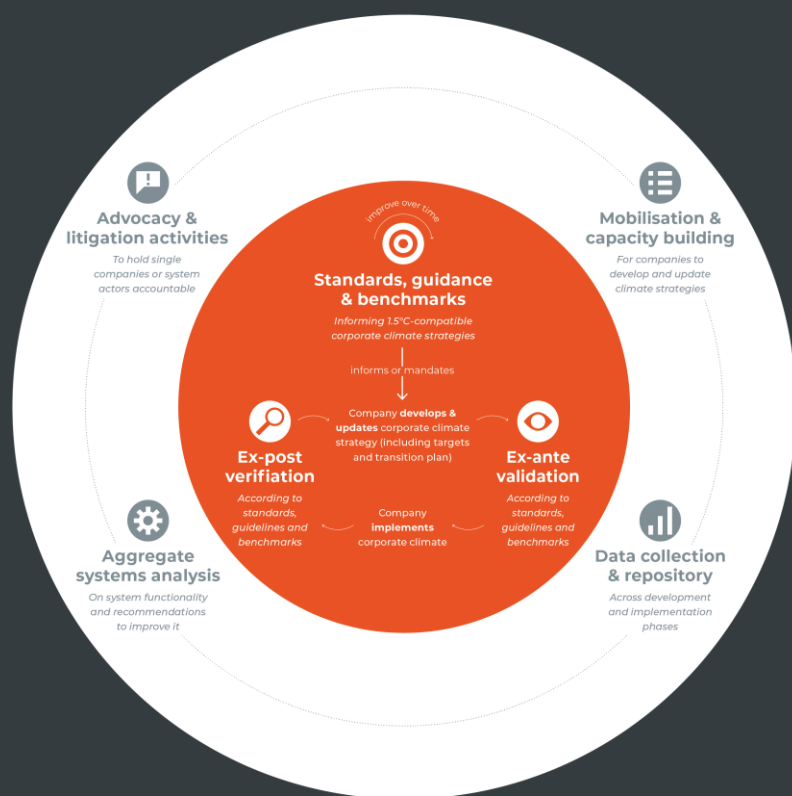 Advocacy &
litigation activities
To hold single
companies or system
actors accountable
Mobilisation &
capacity building
For companies to
develop and update
climate strategies
improve over time
Standards, guidance
& benchmarks
Informing 1.5°C-compatible
corporate climate strategies
informs or mandates
Company develops &
updates corporate climate
strategy (including targets
and transition plan)
Ex-post
verifiation
According to
standards,
guidelines and
benchmarks
Ex-ante
validation
According to
standards,
guidelines and
benchmarks
Company
implements
corporate climate
Aggregate
systems analysis
On system functionality
and recommendations
to improve it
Data collection
& repository
Across development
and implementation
phases